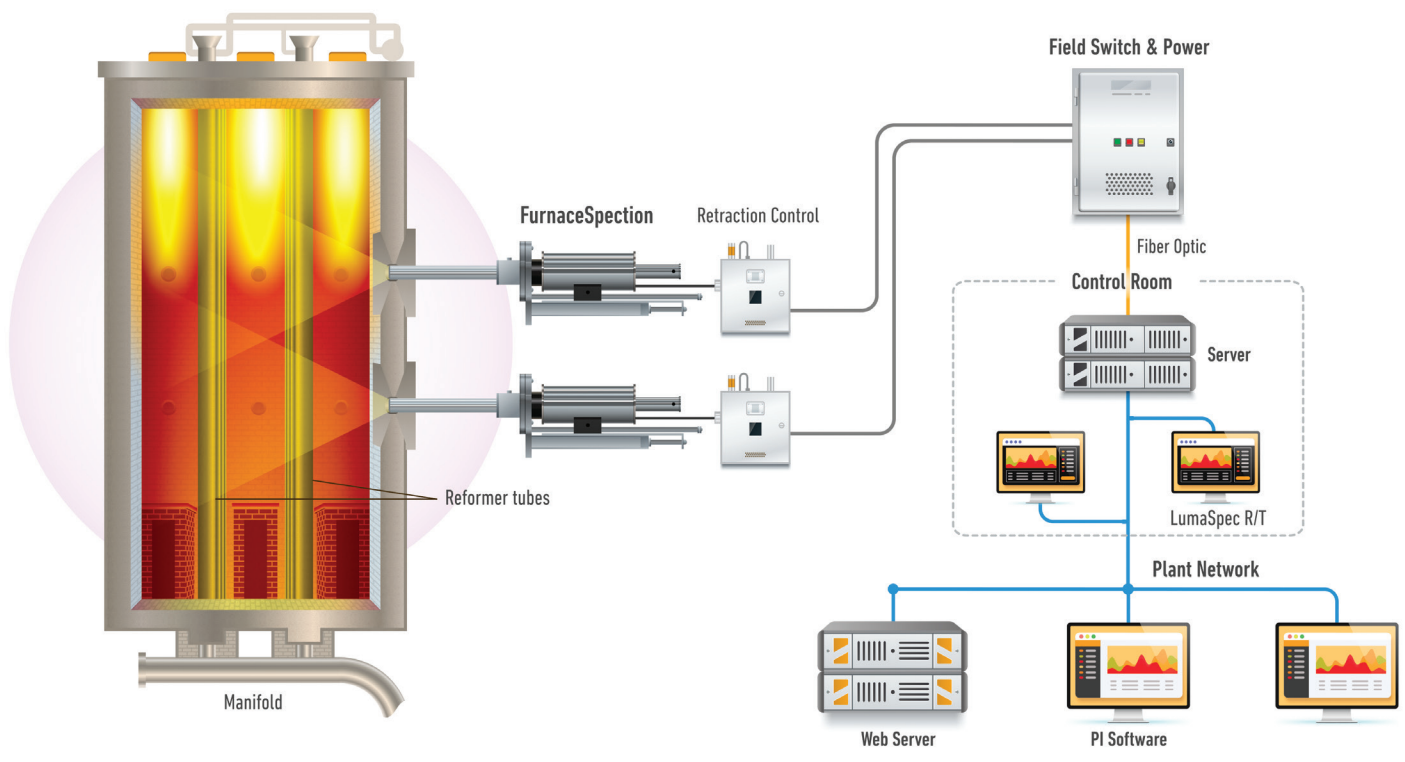 Field Switch & Power
FurnaceSpection
Retraction Control
Fiber Optic
Control Room
Server
Reformer tubes
LumaSpec R/T
Plant Network
Manifold
Web Server
PI Software